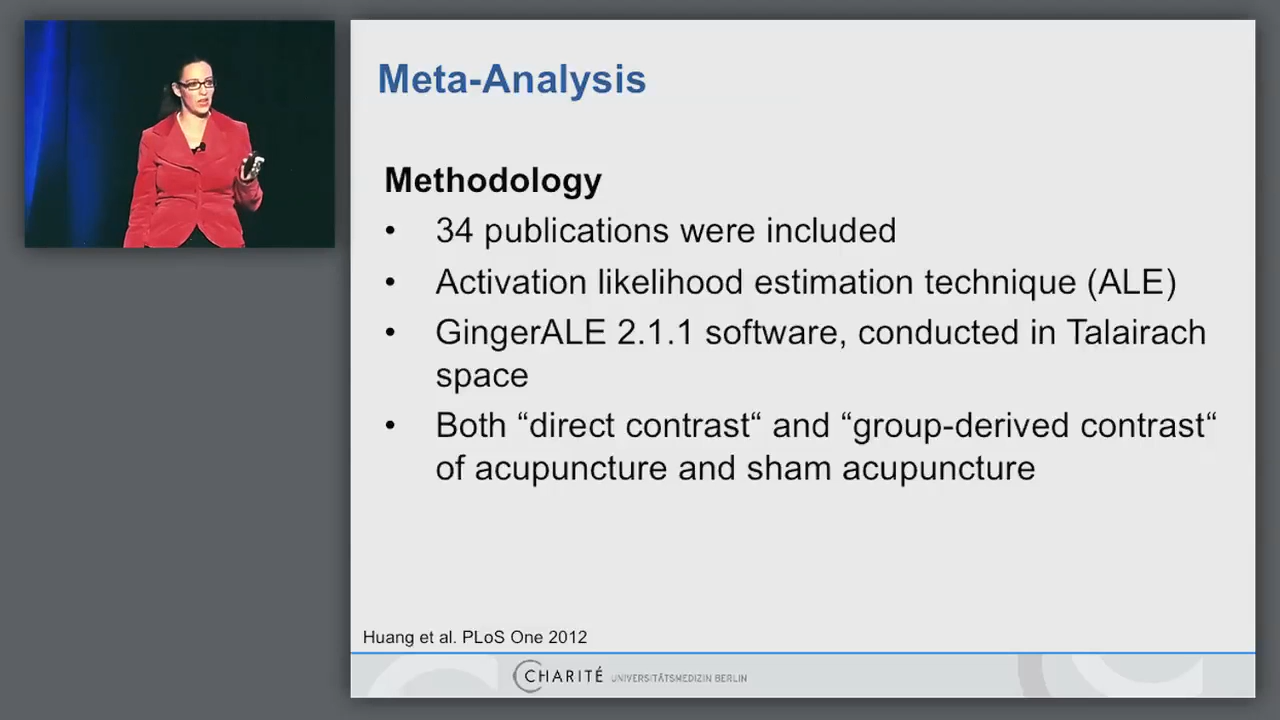 Meta-Analysis
Methodology
• 34 publications were included
• Activation likelihood estimation technique (ALE)
• GingerALE 2.1.1 software, conducted in Talairach
space
• Both “direct contrast“ and “group-derived contrast“
of acupuncture and sham acupuncture
Huang et al. PLoS One 2012
CHARITÉ UNIVERSITÄTSMEDIZIN BERLIN